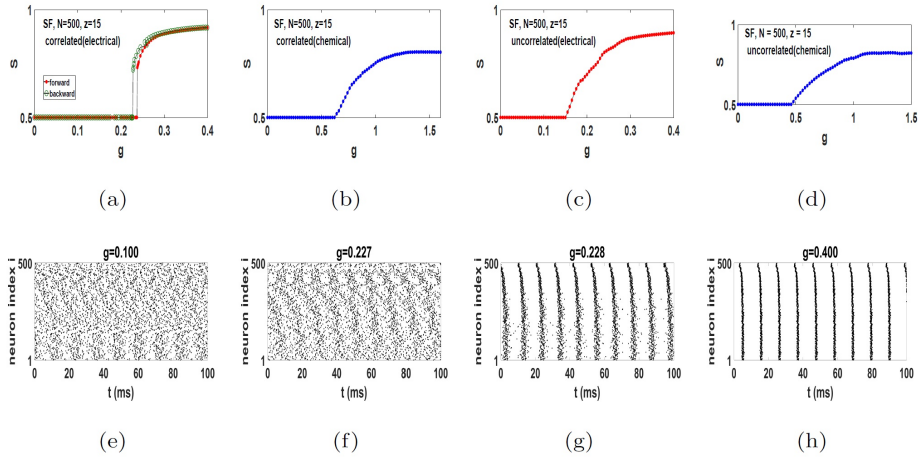 SF, N=500, z=15
correlated(electrical)
forward
backward
S
1
0.5
0 0.1 0.2 0.3 0.4
g
(a)
SF, N=500, z=15
correlated(chemical)
S
1
0.5
0 0.5 1 1.5
g
(b)
SF, N=500, z=15
uncorrelated(electrical)
S
1
0.5
0 0.1 0.2 0.3 0.4
g
(c)
SF, N = 500, z = 15
uncorrelated(chemical)
S
1
0.5
0 0.5 1 1.5
g
(d)
g=0.100
neuron index i
500
1
0 20 40 60 80 100
t (ms)
(e)
g=0.227
neuron index i
500
1
0 20 40 60 80 100
t (ms)
(f)
g=0.228
neuron index i
500
1
0 20 40 60 80 100
t (ms)
(g)
g=0.400
neuron index i
500
1
0 20 40 60 80 100
t (ms)
(h)